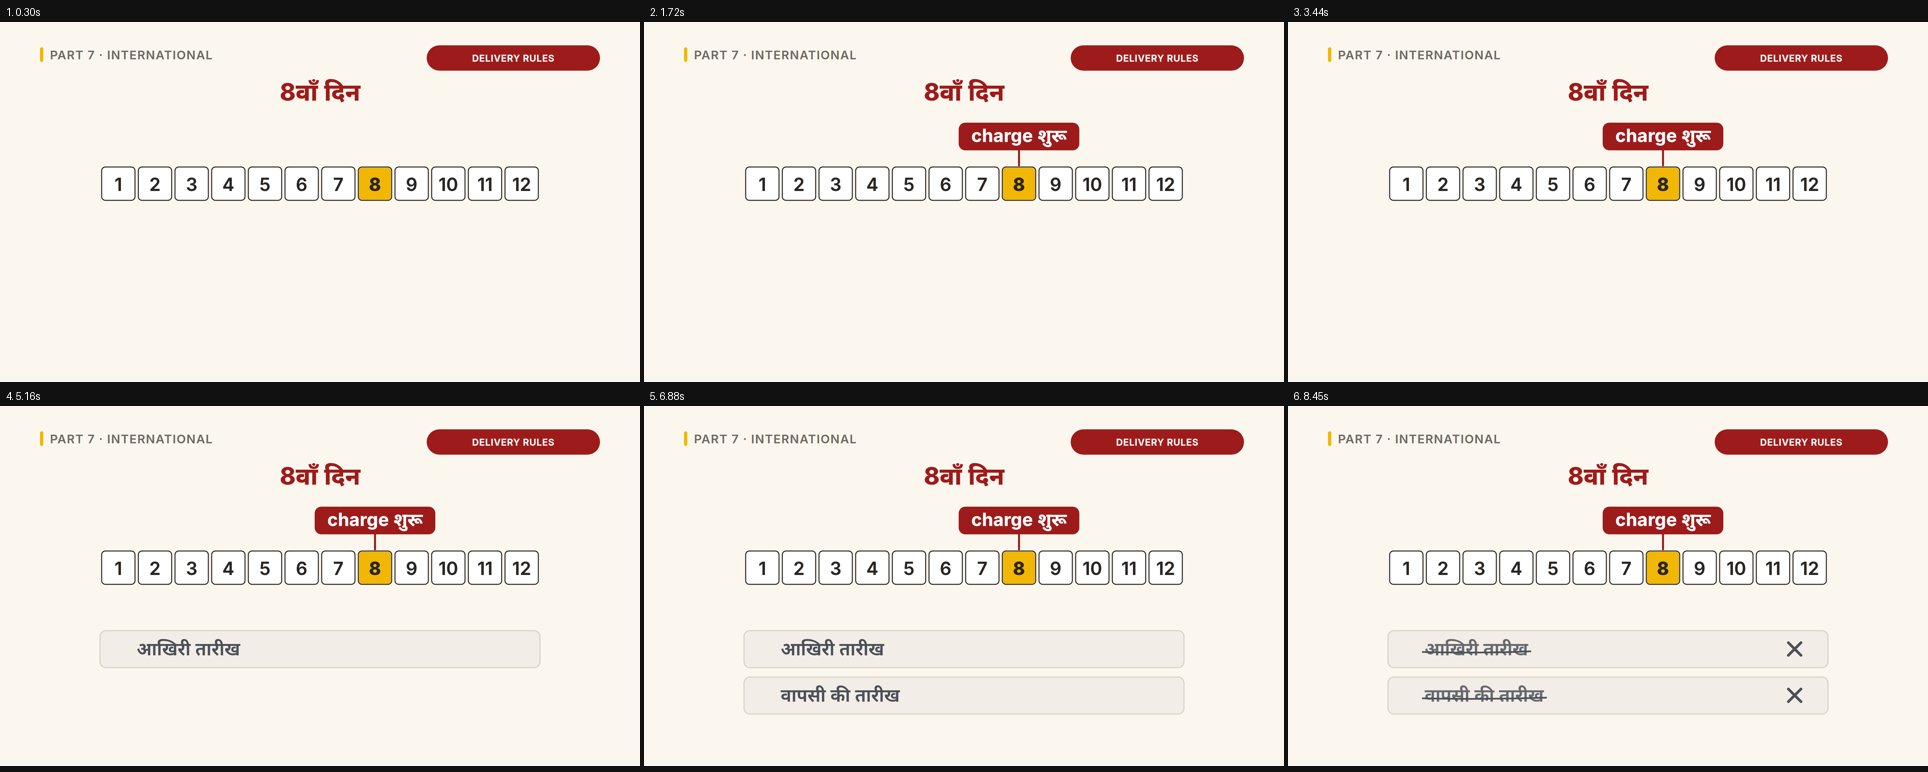 1. 0.30s
PART 7 · INTERNATIONAL
DELIVERY RULES
8वाँ दिन
1 2 3 4 5 6 7 8 9 10 11 12
2. 1.72s
PART 7 · INTERNATIONAL
DELIVERY RULES
8वाँ दिन
charge शुरू
1 2 3 4 5 6 7 8 9 10 11 12
3. 3.44s
PART 7 · INTERNATIONAL
DELIVERY RULES
8वाँ दिन
charge शुरू
1 2 3 4 5 6 7 8 9 10 11 12
4. 5.16s
PART 7 · INTERNATIONAL
DELIVERY RULES
8वाँ दिन
charge शुरू
1 2 3 4 5 6 7 8 9 10 11 12
आखिरी तारीख
5. 6.88s
PART 7 · INTERNATIONAL
DELIVERY RULES
8वाँ दिन
charge शुरू
1 2 3 4 5 6 7 8 9 10 11 12
आखिरी तारीख
वापसी की तारीख
6. 8.45s
PART 7 · INTERNATIONAL
DELIVERY RULES
8वाँ दिन
charge शुरू
1 2 3 4 5 6 7 8 9 10 11 12
आखिरी तारीख
वापसी की तारीख